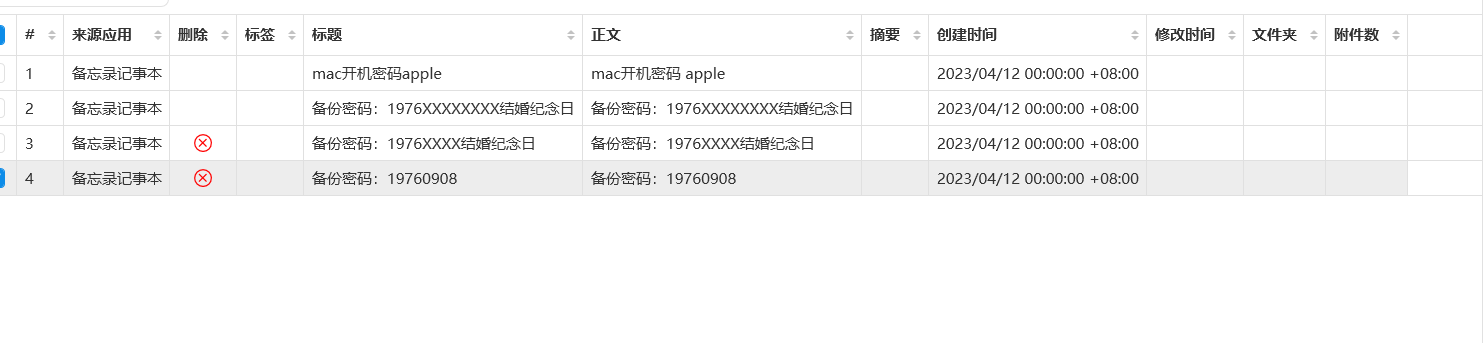 # 来源应用 删除 标签 标题 正文 摘要 创建时间 修改时间 文件夹 附件数
1 备忘录记事本 mac开机密码apple mac开机密码 apple 2023/04/12 00:00:00 +08:00
2 备忘录记事本 备份密码：1976XXXXXXXX结婚纪念日 备份密码：1976XXXXXXXX结婚纪念日 2023/04/12 00:00:00 +08:00
3 备忘录记事本 备份密码：1976XXXX结婚纪念日 备份密码：1976XXXX结婚纪念日 2023/04/12 00:00:00 +08:00
4 备忘录记事本 备份密码：19760908 备份密码：19760908 2023/04/12 00:00:00 +08:00